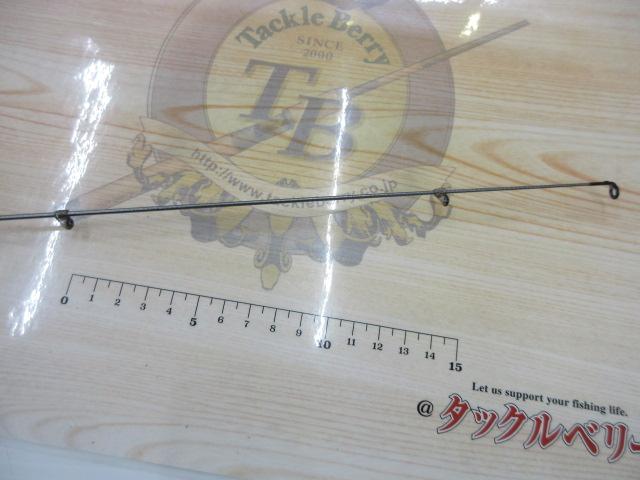 Tackle Berry
SINCE
2000
TB
http://www.tackleberry.co.jp
0 1 2 3 4 5 6 7 8 9 10 11 12 13 14 15
Let us support your fishing life.
@ タックルベリー